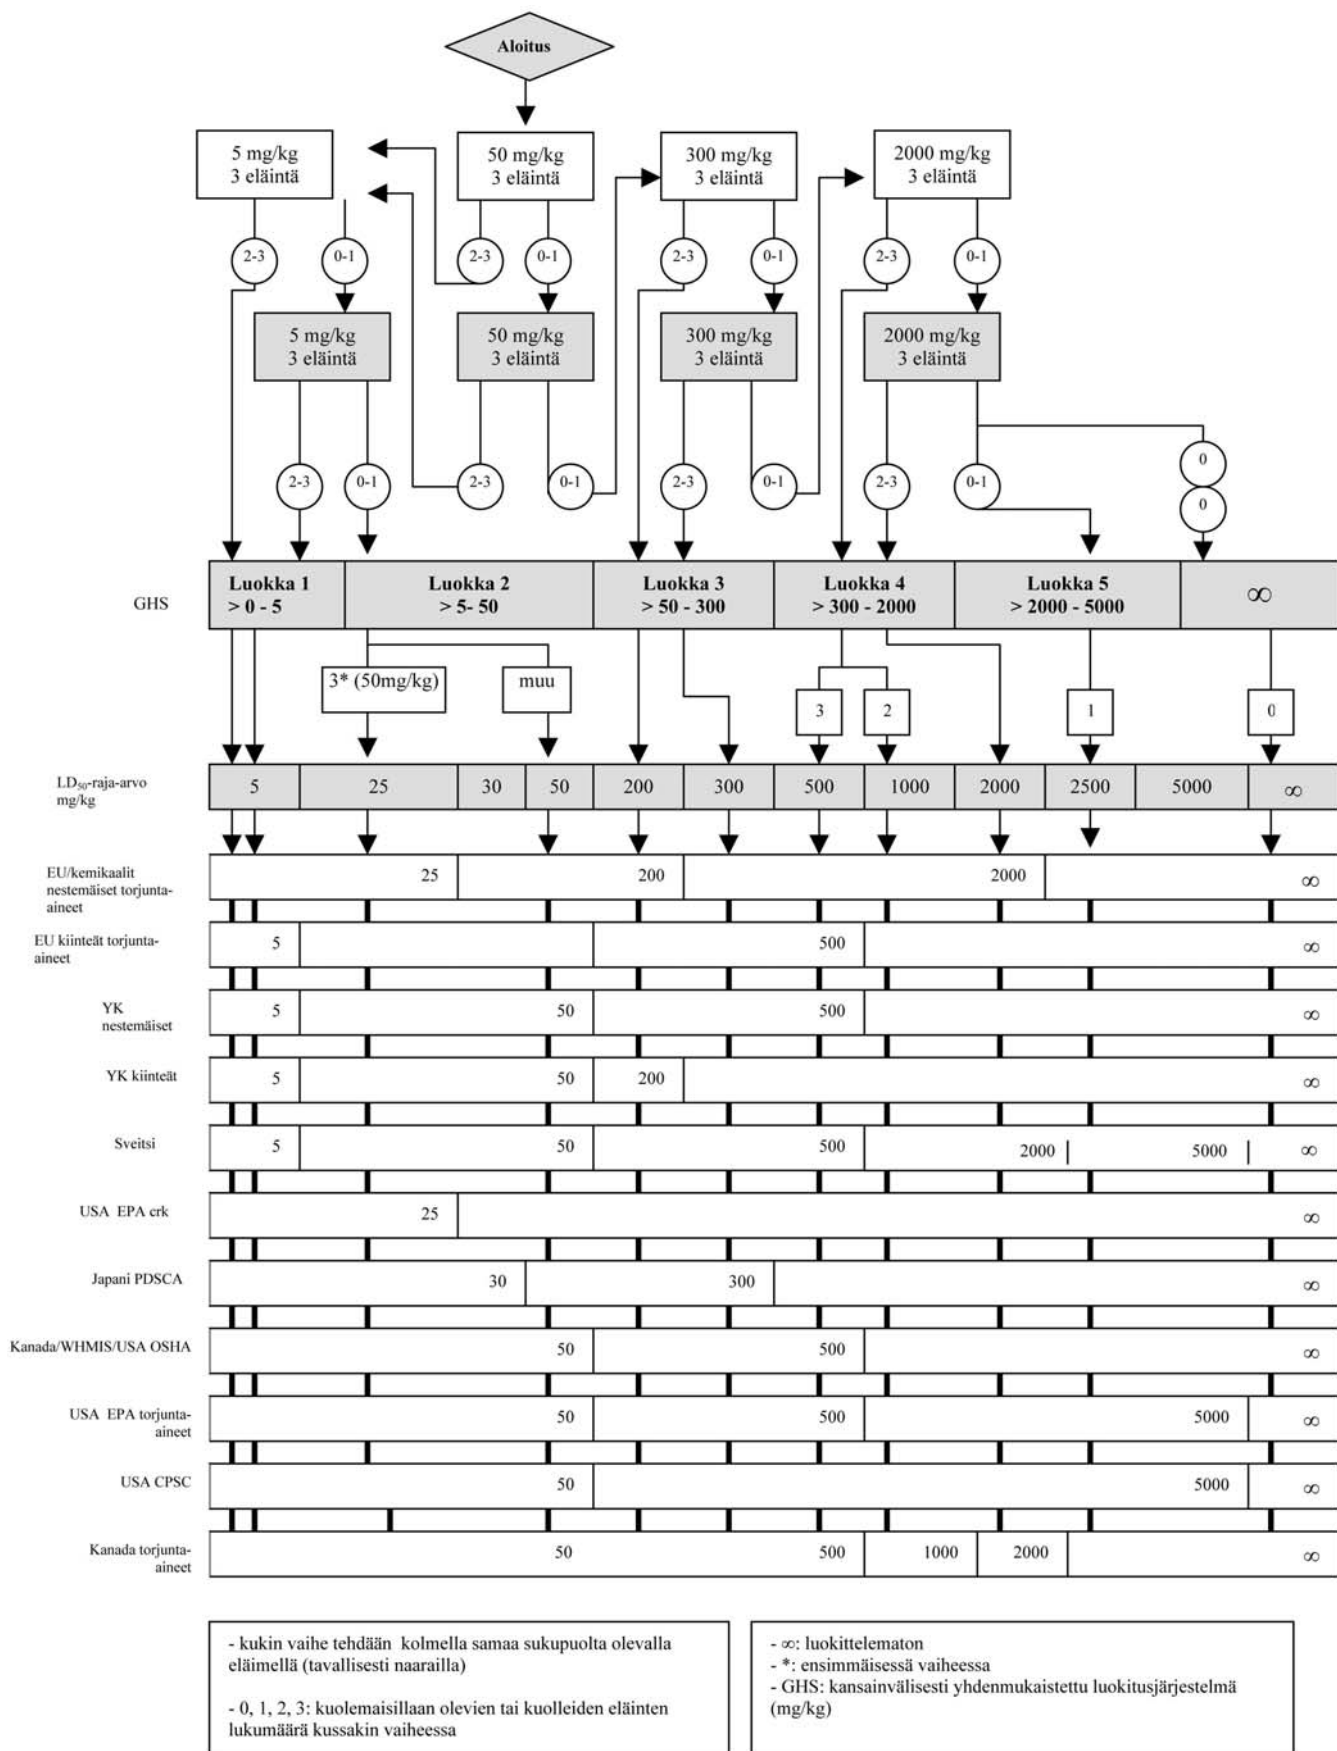 Aloitus
5 mg/kg
3 eläintä
50 mg/kg
3 eläintä
300 mg/kg
3 eläintä
2000 mg/kg
3 eläintä
2-3
0-1
2-3
0-1
2-3
0-1
2-3
0-1
5 mg/kg
3 eläintä
50 mg/kg
3 eläintä
300 mg/kg
3 eläintä
2000 mg/kg
3 eläintä
2-3
0-1
2-3
0-1
2-3
0-1
2-3
0-1
0
0
GHS
Luokka 1
> 0 - 5
Luokka 2
> 5- 50
Luokka 3
> 50 - 300
Luokka 4
> 300 - 2000
Luokka 5
> 2000 - 5000
∞
3* (50mg/kg)
muu
3
2
1
0
LD50-raja-arvo
mg/kg
5 25 30 50 200 300 500 1000 2000 2500 5000 ∞
EU/kemikaalit
nestemäiset torjunta-
aineet
25 200 2000 ∞
EU kiinteät torjunta-
aineet
5 500 ∞
YK
nestemäiset
5 50 500 ∞
YK kiinteät
5 50 200 ∞
Sveitsi
5 50 500 2000 5000 ∞
USA EPA crk
25 ∞
Japani PDSCA
30 300 ∞
Kanada/WHMIS/USA OSHA
50 500 ∞
USA EPA torjunta-
aineet
50 500 5000 ∞
USA CPSC
50 5000 ∞
Kanada torjunta-
aineet
50 500 1000 2000 ∞
- kukin vaihe tehdään kolmella samaa sukupuolta olevalla
eläimellä (tavallisesti naarailla)
- 0, 1, 2, 3: kuolemaisillaan olevien tai kuolleiden eläinten
lukumäärä kussakin vaiheessa
- ∞: luokittelematon
- *: ensimmäisessä vaiheessa
- GHS: kansainvälisesti yhdenmukaistettu luokitusjärjestelmä
(mg/kg)